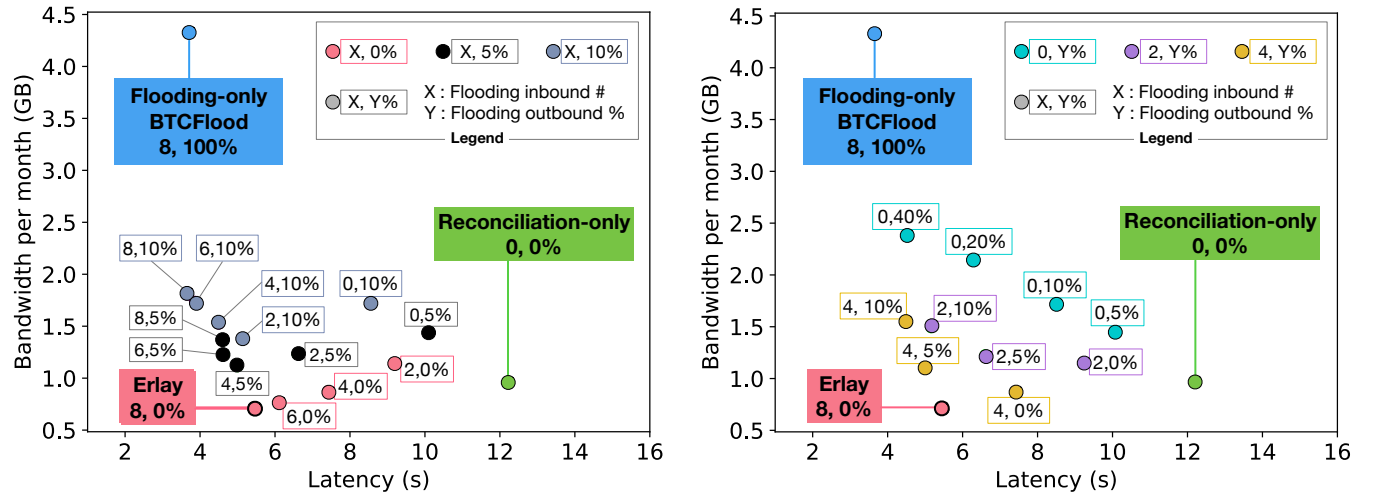 4.5
4.0
3.5
3.0
2.5
2.0
1.5
1.0
0.5
Bandwidth per month (GB)
2 4 6 8 10 12 14 16
Latency (s)
Flooding-only
BTCFlood
8, 100%
X, 0% X, 5% X, 10%
X, Y%
X : Flooding inbound #
Y : Flooding outbound %
Legend
Reconciliation-only
0, 0%
8,10%
6,10%
4,10%
0,10%
8,5%
2,10%
0,5%
6,5%
2,5%
4,5%
2,0%
4,0%
6,0%
Erlay
8, 0%
4.5
4.0
3.5
3.0
2.5
2.0
1.5
1.0
0.5
Bandwidth per month (GB)
2 4 6 8 10 12 14 16
Latency (s)
Flooding-only
BTCFlood
8, 100%
0, Y% 2, Y% 4, Y%
X, Y%
X : Flooding inbound #
Y : Flooding outbound %
Legend
Reconciliation-only
0, 0%
0,40%
0,20%
0,10%
4, 10%
2,10%
0,5%
4, 5%
2,5%
2,0%
4, 0%
Erlay
8, 0%